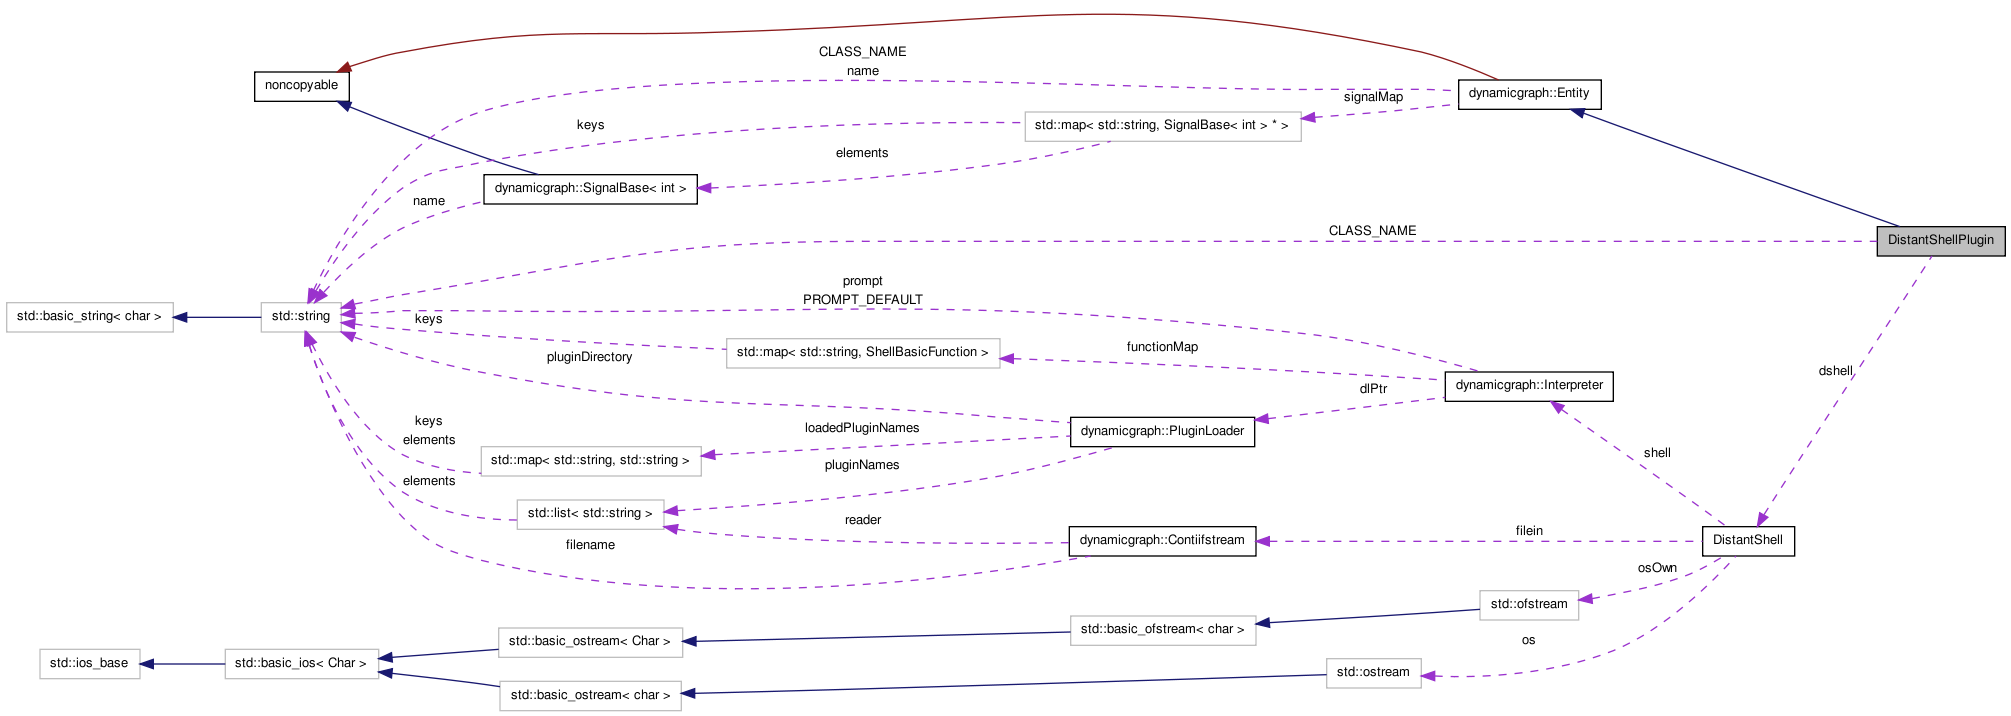 CLASS_NAME
name
noncopyable
dynamicgraph::Entity
signalMap
keys
std::map< std::string, SignalBase< int > * >
elements
dynamicgraph::SignalBase< int >
name
CLASS_NAME
DistantShellPlugin
prompt
PROMPT_DEFAULT
std::basic_string< char >
std::string
keys
std::map< std::string, ShellBasicFunction >
functionMap
pluginDirectory
dshell
dlPtr
dynamicgraph::Interpreter
keys
elements
loadedPluginNames
dynamicgraph::PluginLoader
std::map< std::string, std::string >
pluginNames
shell
elements
std::list< std::string >
reader
filename
dynamicgraph::Contiifstream
filein
DistantShell
osOwn
std::ofstream
std::basic_ostream< Char >
std::basic_ofstream< char >
os
std::ios_base
std::basic_ios< Char >
std::ostream
std::basic_ostream< char >